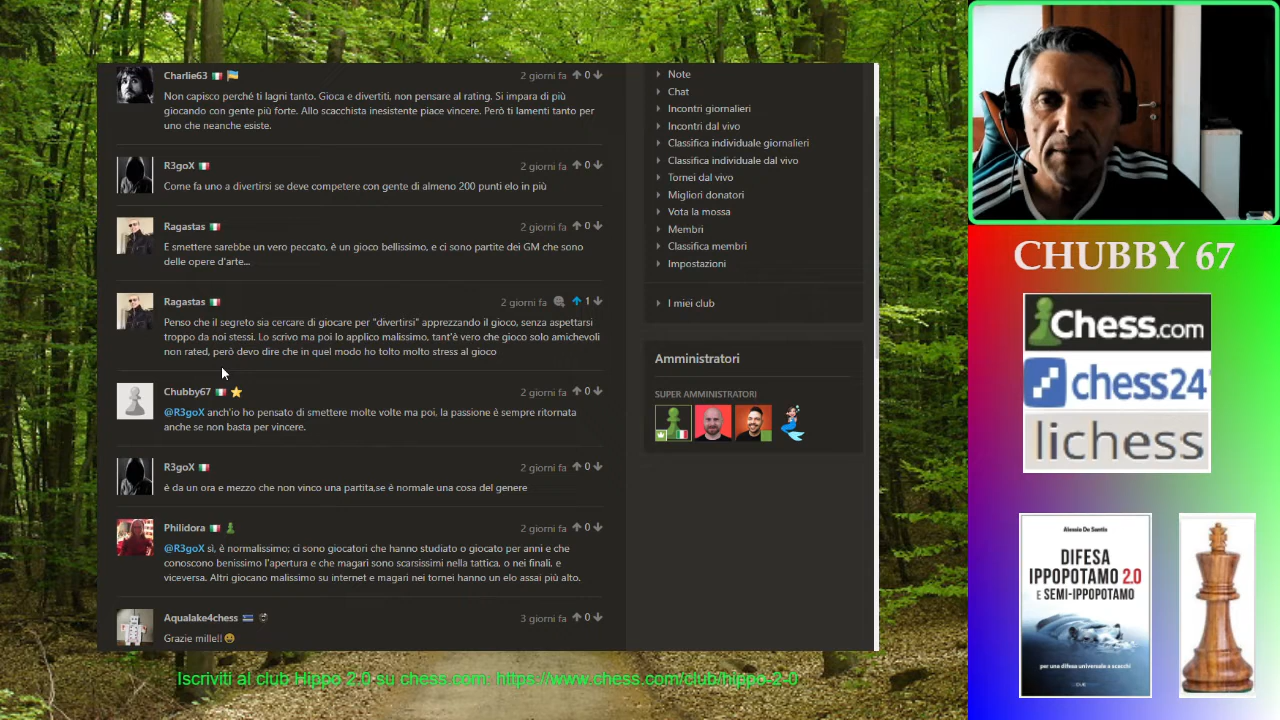 Charlie63
2 giorni fa 0
Non capisco perché ti lagni tanto. Gioca e divertiti, non pensare al rating. Si impara di più
giocando con gente più forte. Allo scacchista inesistente piace vincere. Però ti lamenti tanto per
uno che neanche esiste.
R3goX
2 giorni fa 0
Come fa uno a divertirsi se deve competere con gente di almeno 200 punti elo in più
Ragastas
2 giorni fa 0
E smettere sarebbe un vero peccato, è un gioco bellissimo, e ci sono partite dei GM che sono
delle opere d'arte...
Ragastas
2 giorni fa 1
Penso che il segreto sia cercare di giocare per "divertirsi" apprezzando il gioco, senza aspettarsi
troppo da noi stessi. Lo scrivo ma poi lo applico malissimo, tant'è vero che gioco solo amichevoli
non rated, però devo dire che in quel modo ho tolto molto stress al gioco
Chubby67
2 giorni fa 0
@R3goX anch'io ho pensato di smettere molte volte ma poi, la passione è sempre ritornata
anche se non basta per vincere.
R3goX
2 giorni fa 0
è da un ora e mezzo che non vinco una partita,se è normale una cosa del genere
Philidora
2 giorni fa 0
@R3goX sì, è normalissimo; ci sono giocatori che hanno studiato o giocato per anni e che
conoscono benissimo l'apertura e che magari sono scarsissimi nella tattica, o nei finali, e
viceversa. Altri giocano malissimo su internet e magari nei tornei hanno un elo assai più alto.
Aqualake4chess
3 giorni fa 0
Grazie mille!!
Note
Chat
Incontri giornalieri
Incontri dal vivo
Classifica individuale giornalieri
Classifica individuale dal vivo
Tornei dal vivo
Migliori donatori
Vota la mossa
Membri
Classifica membri
Impostazioni
I miei club
Amministratori
SUPER AMMINISTRATORI
CHUBBY 67
Chess.com
chess24
lichess
Alessio De Santis
DIFESA
IPPOPOTAMO 2.0
E SEMI-IPPOPOTAMO
per una difesa universale a scacchi
Iscriviti al club Hippo 2.0 su chess.com: https://www.chess.com/club/hippo-2-0